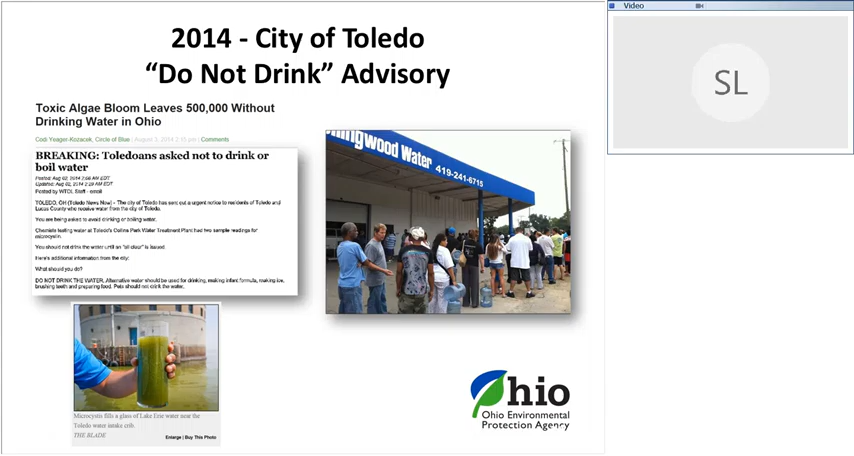 2014 - City of Toledo
“Do Not Drink” Advisory
Toxic Algae Bloom Leaves 500,000 Without
Drinking Water in Ohio
Codi Yeager-Kozacek, Circle of Blue | August 3, 2014 2:15 pm | Comments
BREAKING: Toledoans asked not to drink or
boil water
Posted: Aug 02, 2014 2:08 AM EDT
Updated: Aug 02, 2014 2:29 AM EDT
Posted by WTOL Staff - email
TOLEDO, OH (Toledo News Now) - The city of Toledo has sent out a urgent notice to residents of Toledo and
Lucas County who receive water from the city of Toledo.
You are being asked to avoid drinking or boiling water.
Chemists testing water at Toledo's Collins Park Water Treatment Plant had two sample readings for
microcystin.
You should not drink the water until an "all clear" is issued.
Here's additional information from the city:
What should you do?
DO NOT DRINK THE WATER. Alternative water should be used for drinking, making infant formula, making ice,
brushing teeth and preparing food. Pets should not drink the water.
ingwood Water 419-241-6715
Microcystis fills a glass of Lake Erie water near the
Toledo water intake crib.
THE BLADE
Enlarge | Buy This Photo
Ohio
Ohio Environmental
Protection Agency
Video
SL